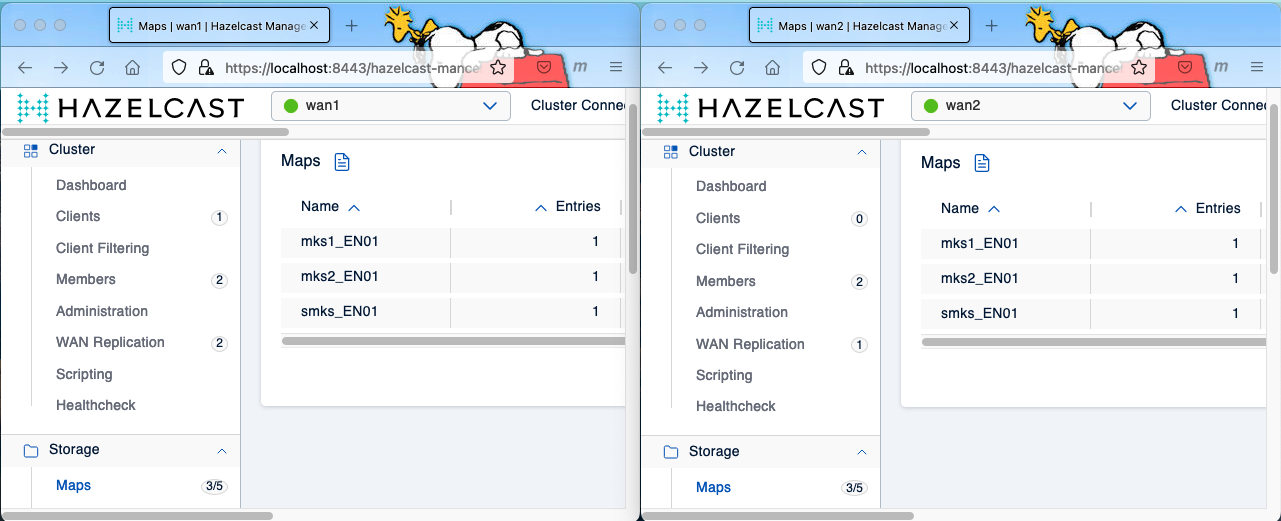 Maps | wan1 | Hazelcast Manage
https://localhost:8443/hazelcast-mance
HAZELCAST
wan1
Cluster Connec
Cluster
Dashboard
Clients 1
Client Filtering
Members 2
Administration
WAN Replication 2
Scripting
Healthcheck
Storage
Maps 3/5
Maps
Name Entries
mks1_EN01 1
mks2_EN01 1
smks_EN01 1
Maps | wan2 | Hazelcast Manage
https://localhost:8443/hazelcast-mance
HAZELCAST
wan2
Cluster Connec
Cluster
Dashboard
Clients 0
Client Filtering
Members 2
Administration
WAN Replication 1
Scripting
Healthcheck
Storage
Maps 3/5
Maps
Name Entries
mks1_EN01 1
mks2_EN01 1
smks_EN01 1